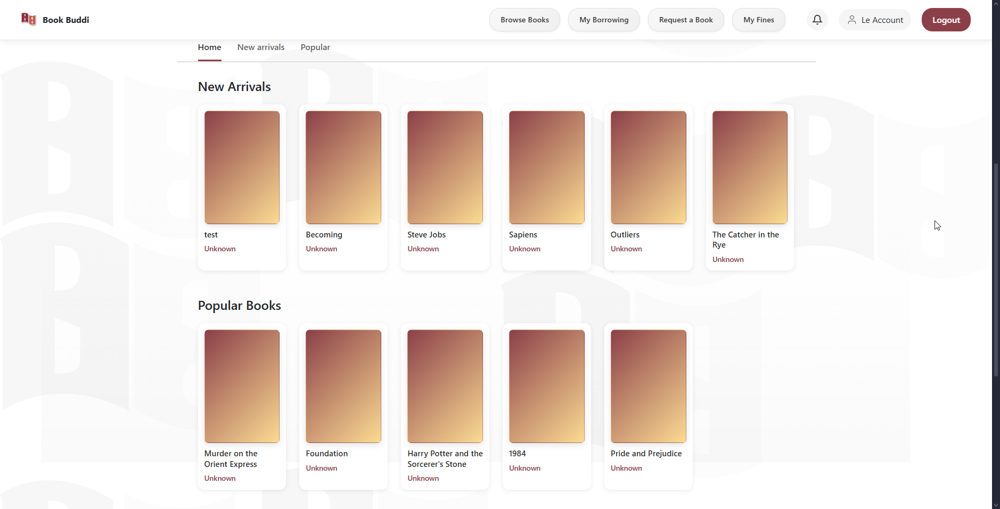 Book Buddi
Browse Books
My Borrowing
Request a Book
My Fines
Le Account
Logout
Home
New arrivals
Popular
New Arrivals
test
Unknown
Becoming
Unknown
Steve Jobs
Unknown
Sapiens
Unknown
Outliers
Unknown
The Catcher in the
Rye
Unknown
Popular Books
Murder on the
Orient Express
Unknown
Foundation
Unknown
Harry Potter and the
Sorcerer's Stone
Unknown
1984
Unknown
Pride and Prejudice
Unknown